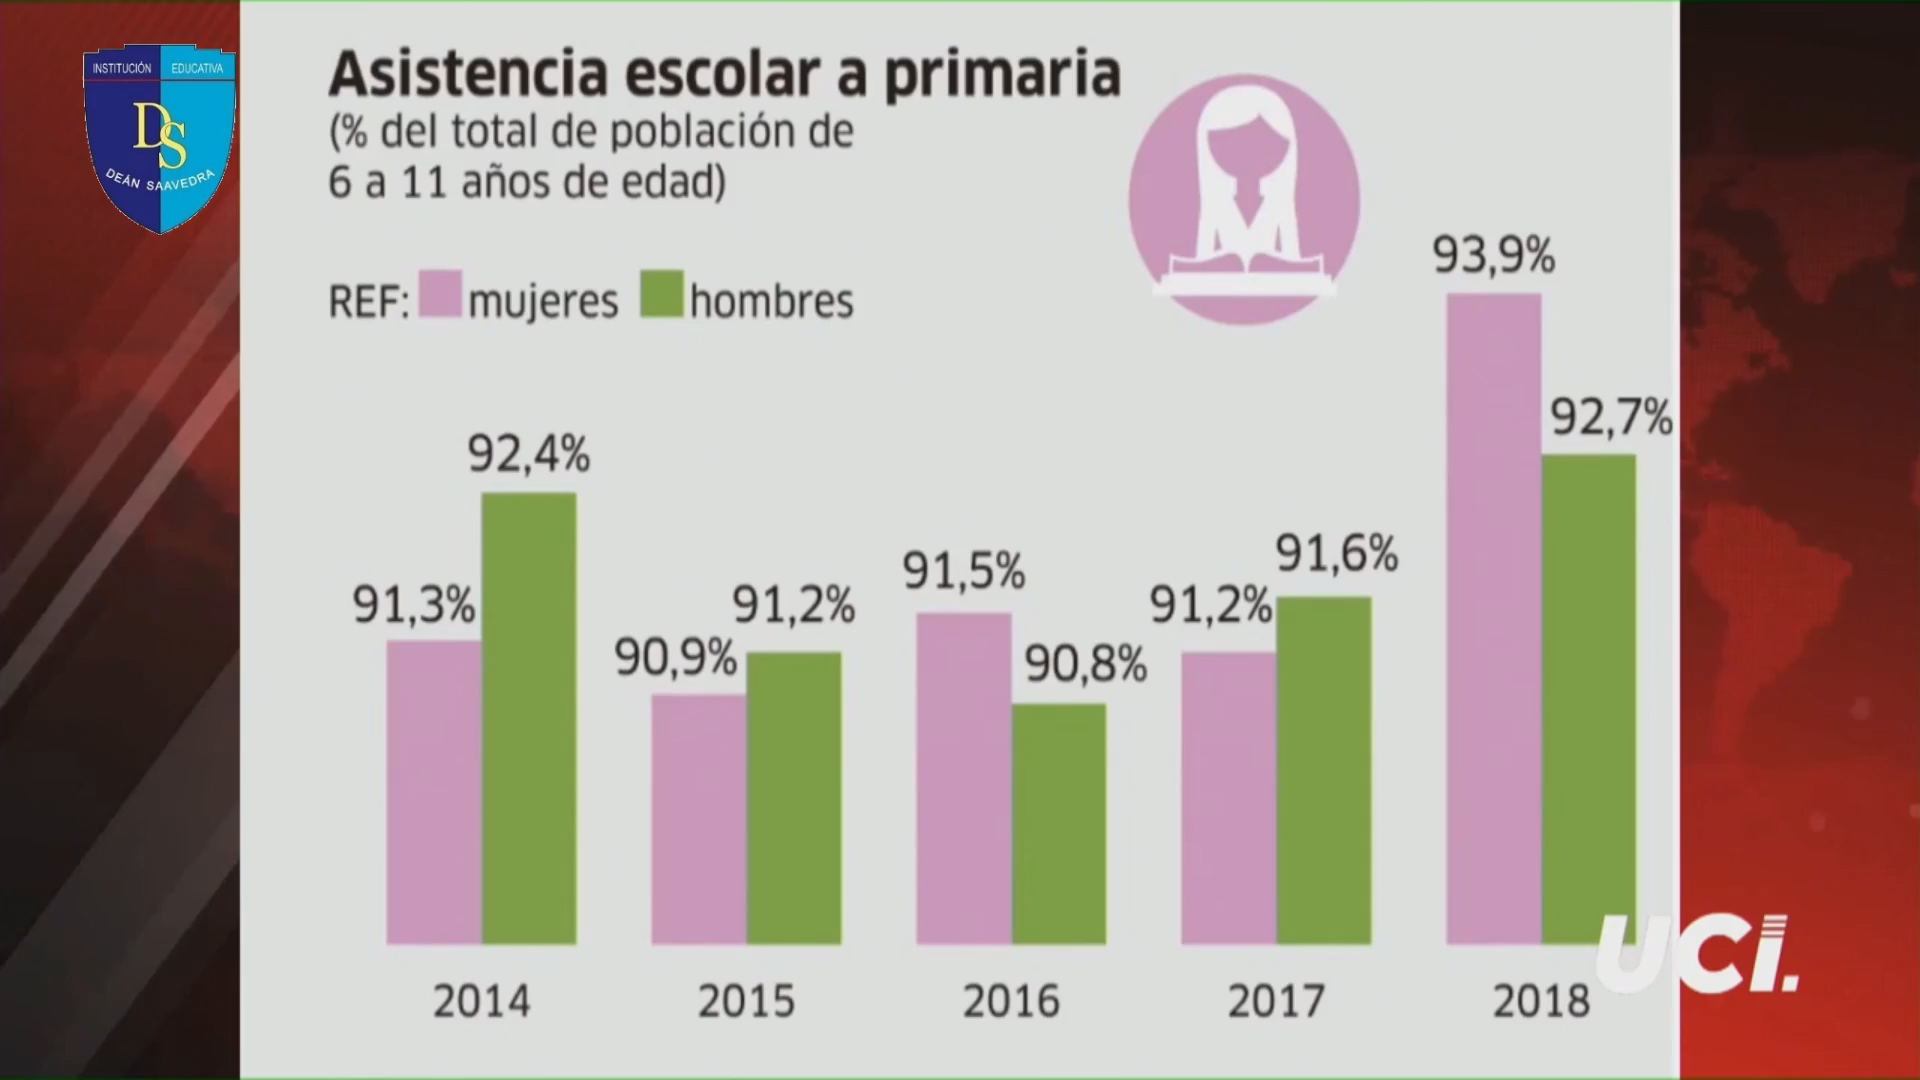 INSTITUCIÓN EDUCATIVA
DS
DEÁN SAAVEDRA
Asistencia escolar a primaria
(% del total de población de
6 a 11 años de edad)
REF: mujeres hombres
91,3% 92,4%
90,9% 91,2%
91,5% 90,8%
91,2% 91,6%
93,9% 92,7%
2014 2015 2016 2017 2018
UCI.